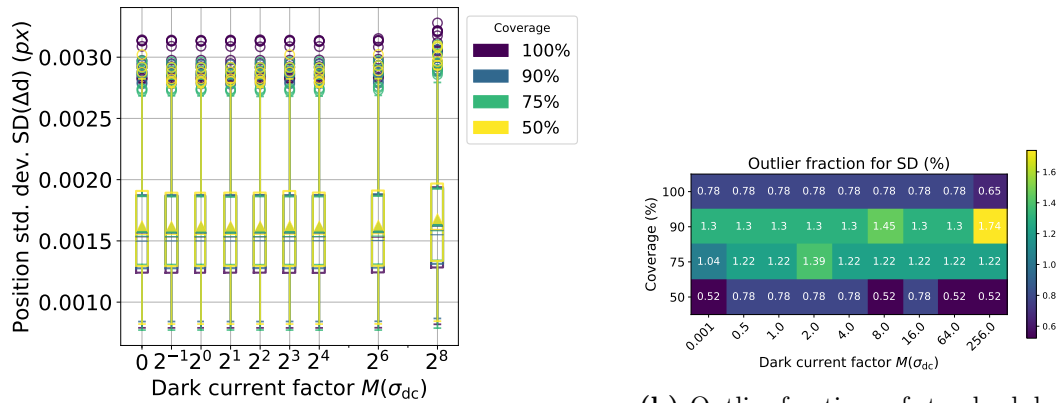 Position std. dev. SD(Δd) (px)
0.0030
0.0025
0.0020
0.0015
0.0010
0 2⁻¹ 2⁰ 2¹ 2² 2³ 2⁴ 2⁶ 2⁸
Dark current factor M(σdc)
Coverage
100%
90%
75%
50%
Outlier fraction for SD (%)
Coverage (%)
100 0.78 0.78 0.78 0.78 0.78 0.78 0.78 0.78 0.65
90 1.3 1.3 1.3 1.3 1.3 1.45 1.3 1.3 1.74
75 1.04 1.22 1.22 1.39 1.22 1.22 1.22 1.22 1.22
50 0.52 0.78 0.78 0.78 0.78 0.52 0.78 0.52 0.52
0.001 0.5 1.0 2.0 4.0 8.0 16.0 64.0 256.0
Dark current factor M(σdc)
1.6
1.4
1.2
1.0
0.8
0.6